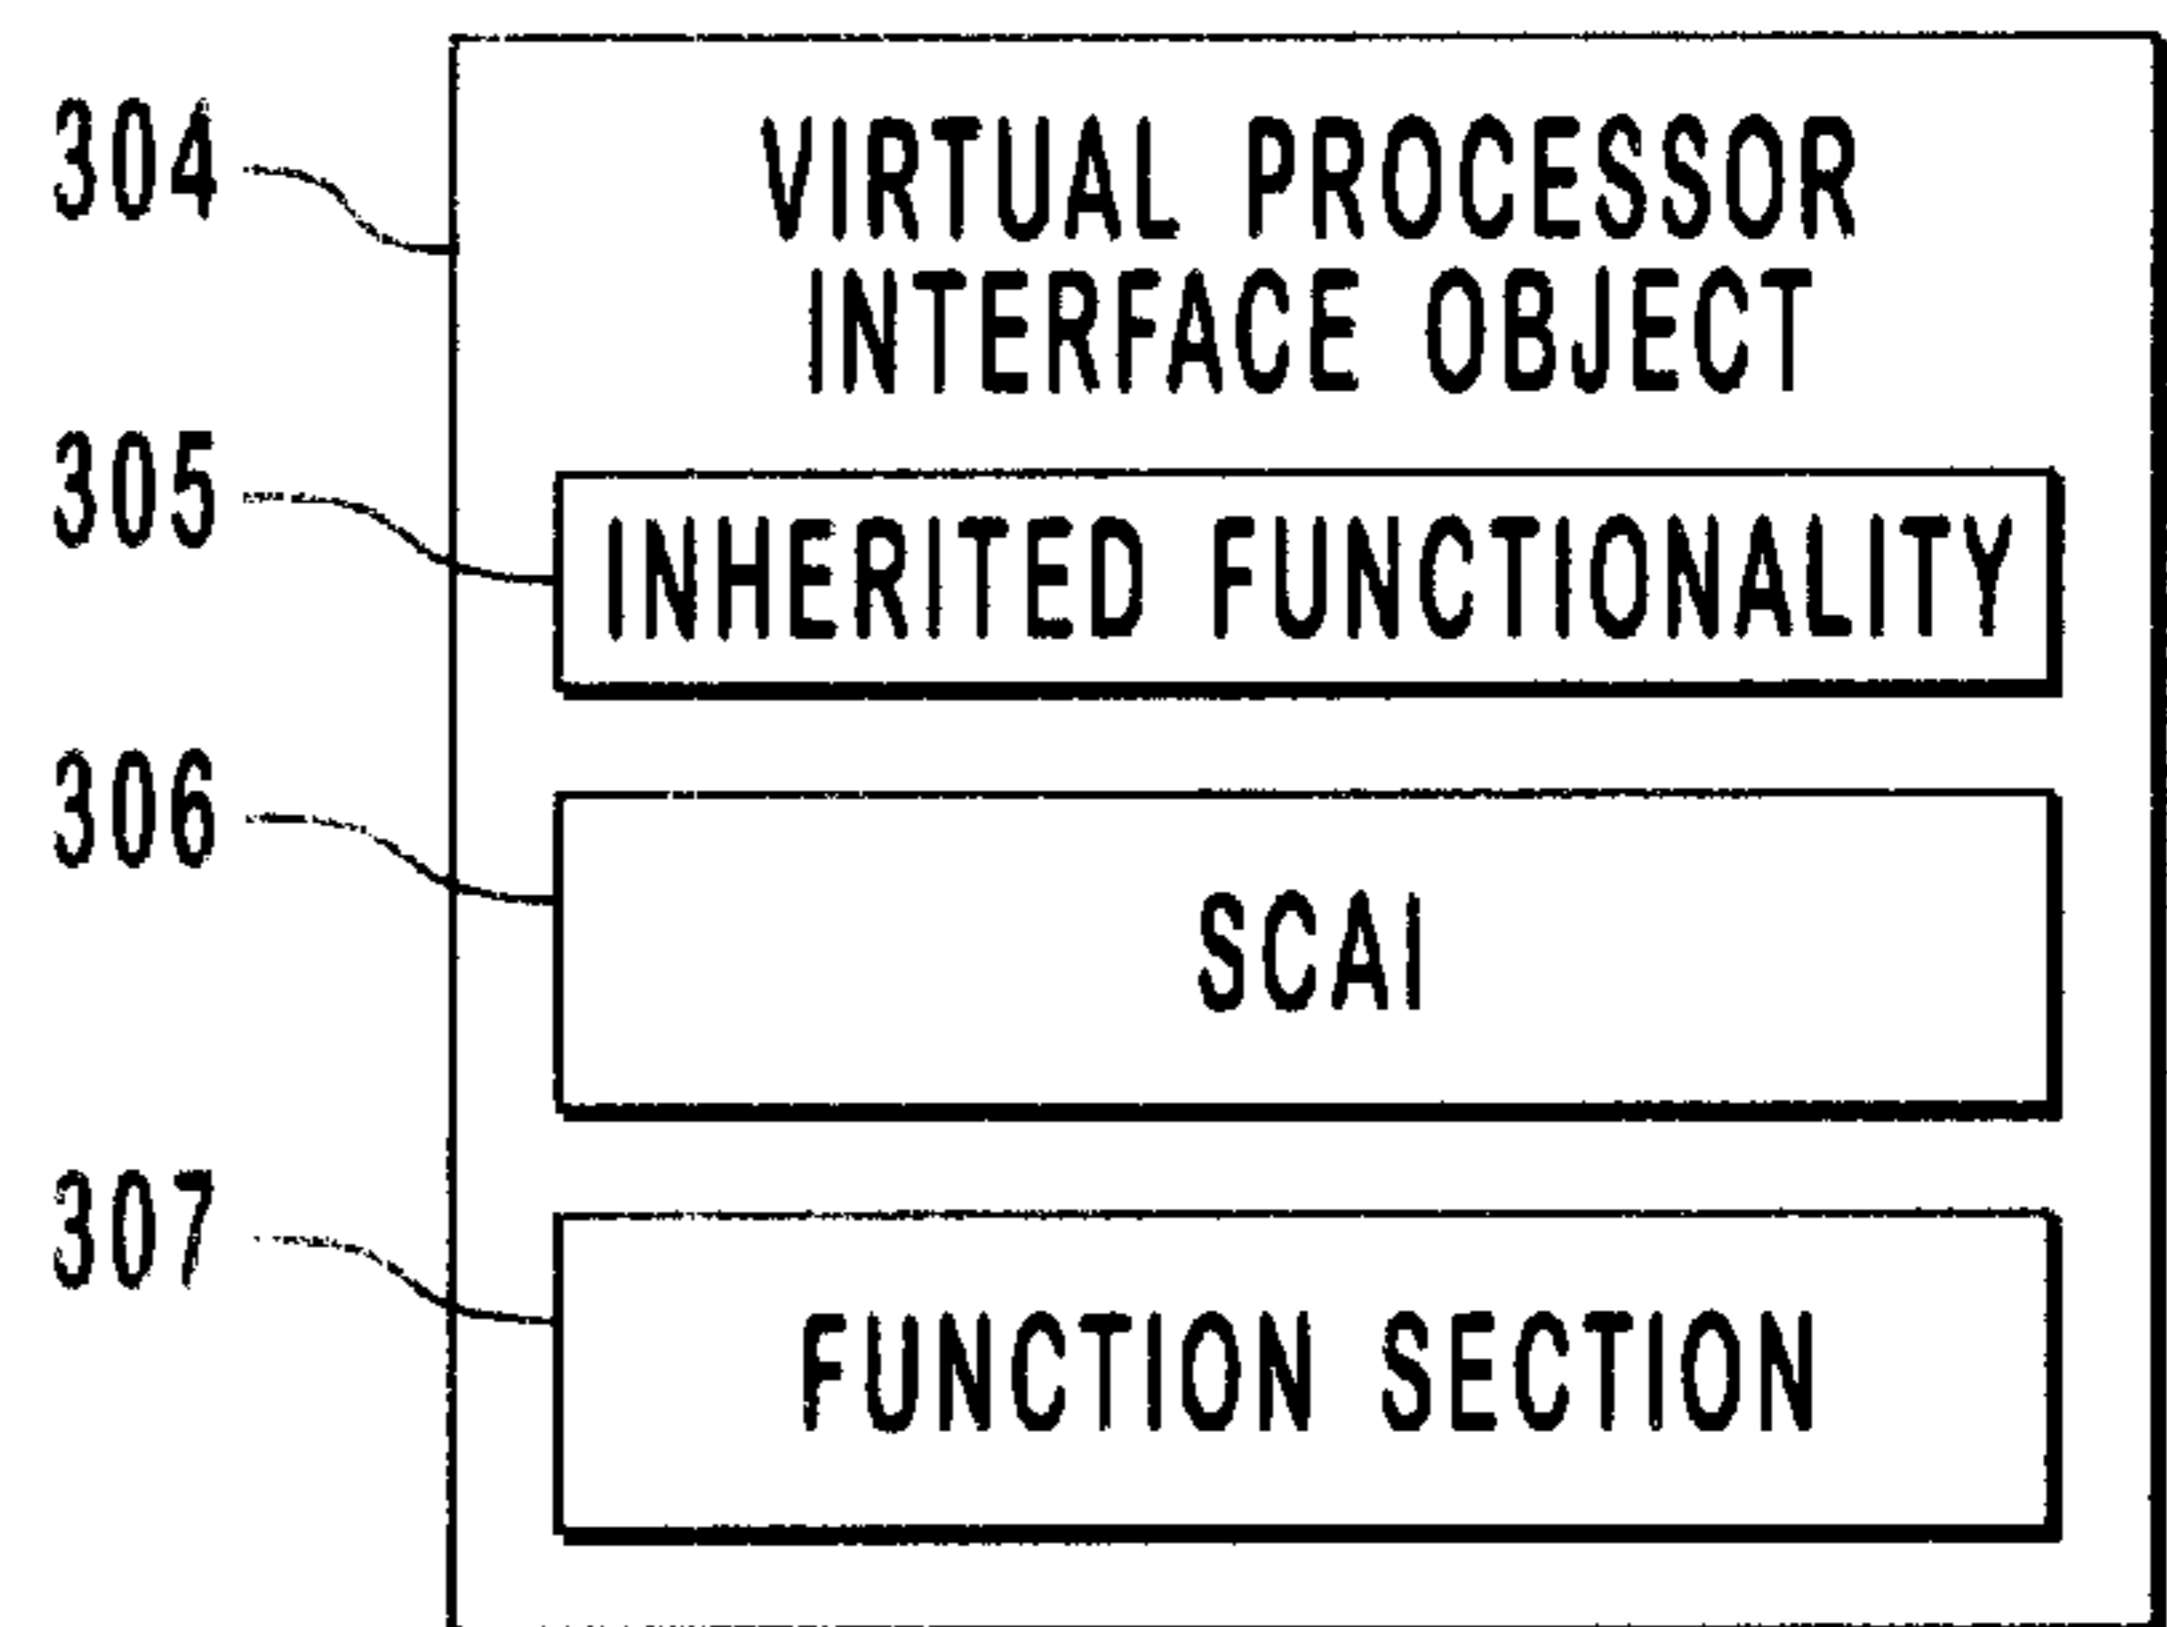 304
VIRTUAL PROCESSOR
INTERFACE OBJECT
305
INHERITED FUNCTIONALITY
306
SCAI
307
FUNCTION SECTION